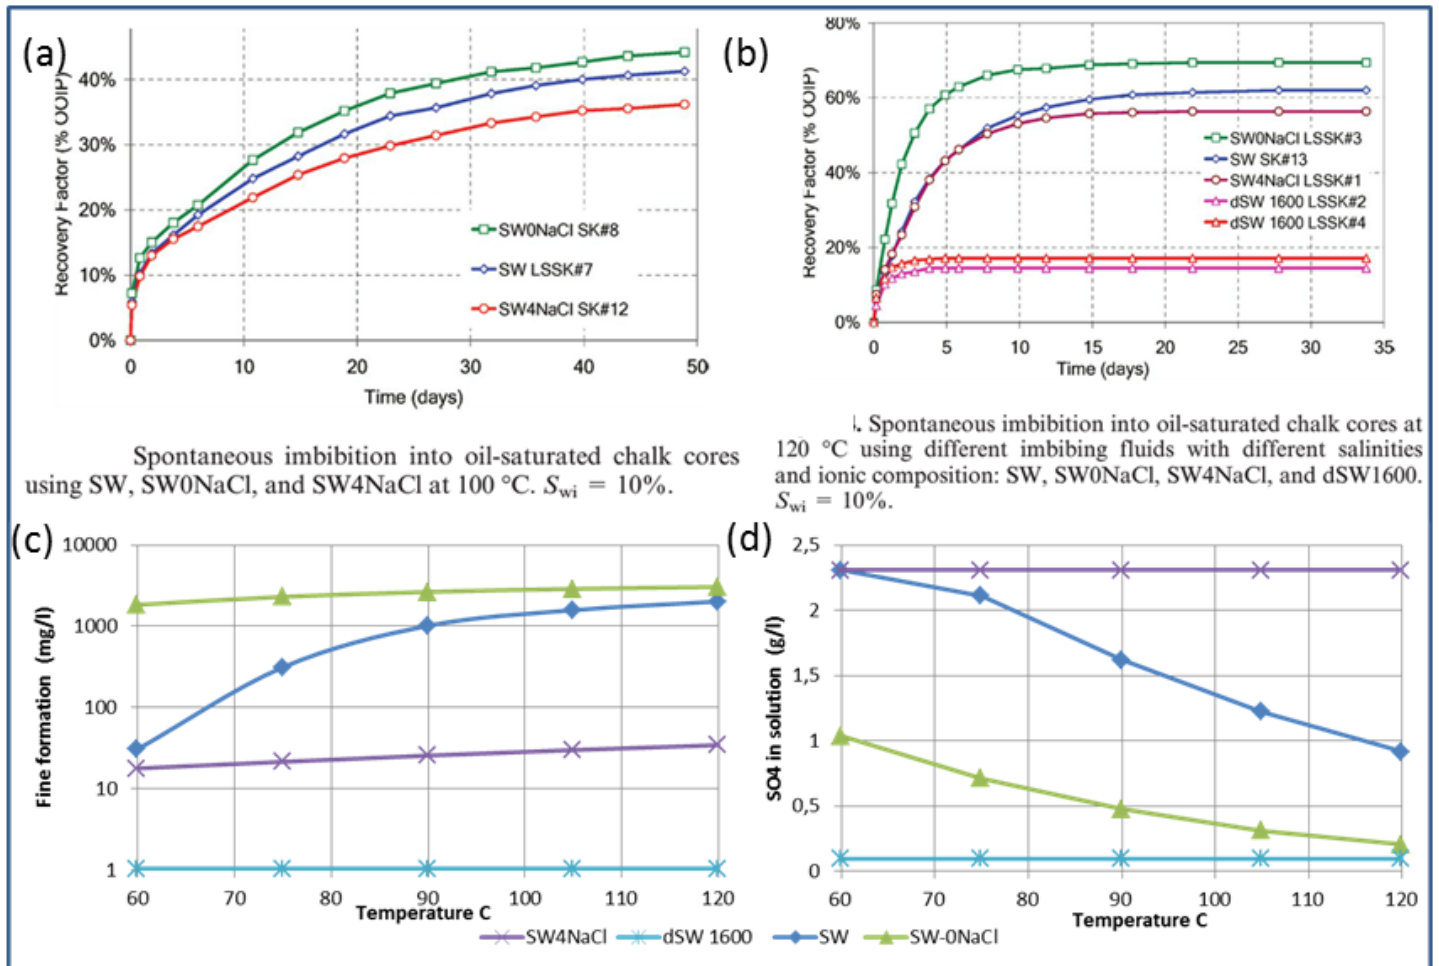 (a)
Recovery Factor (% OOIP)
40%
30%
20%
10%
0%
SW0NaCl SK#8
SW LSSK#7
SW4NaCl SK#12
0 10 20 30 40 50
Time (days)
(b)
Recovery Factor (% OOIP)
80%
60%
40%
20%
0%
SW0NaCl LSSK#3
SW SK#13
SW4NaCl LSSK#1
dSW 1600 LSSK#2
dSW 1600 LSSK#4
0 5 10 15 20 25 30 35
Time (days)
Spontaneous imbibition into oil-saturated chalk cores
using SW, SW0NaCl, and SW4NaCl at 100 °C. Swi = 10%.
. Spontaneous imbibition into oil-saturated chalk cores at
120 °C using different imbibing fluids with different salinities
and ionic composition: SW, SW0NaCl, SW4NaCl, and dSW1600.
Swi = 10%.
(c)
Fine formation (mg/l)
10000
1000
100
10
1
60 70 80 90 100 110 120
Temperature C
(d)
SO4 in solution (g/l)
2,5
2
1,5
1
0,5
0
60 70 80 90 100 110 120
Temperature C
SW4NaCl dSW 1600 SW SW-0NaCl